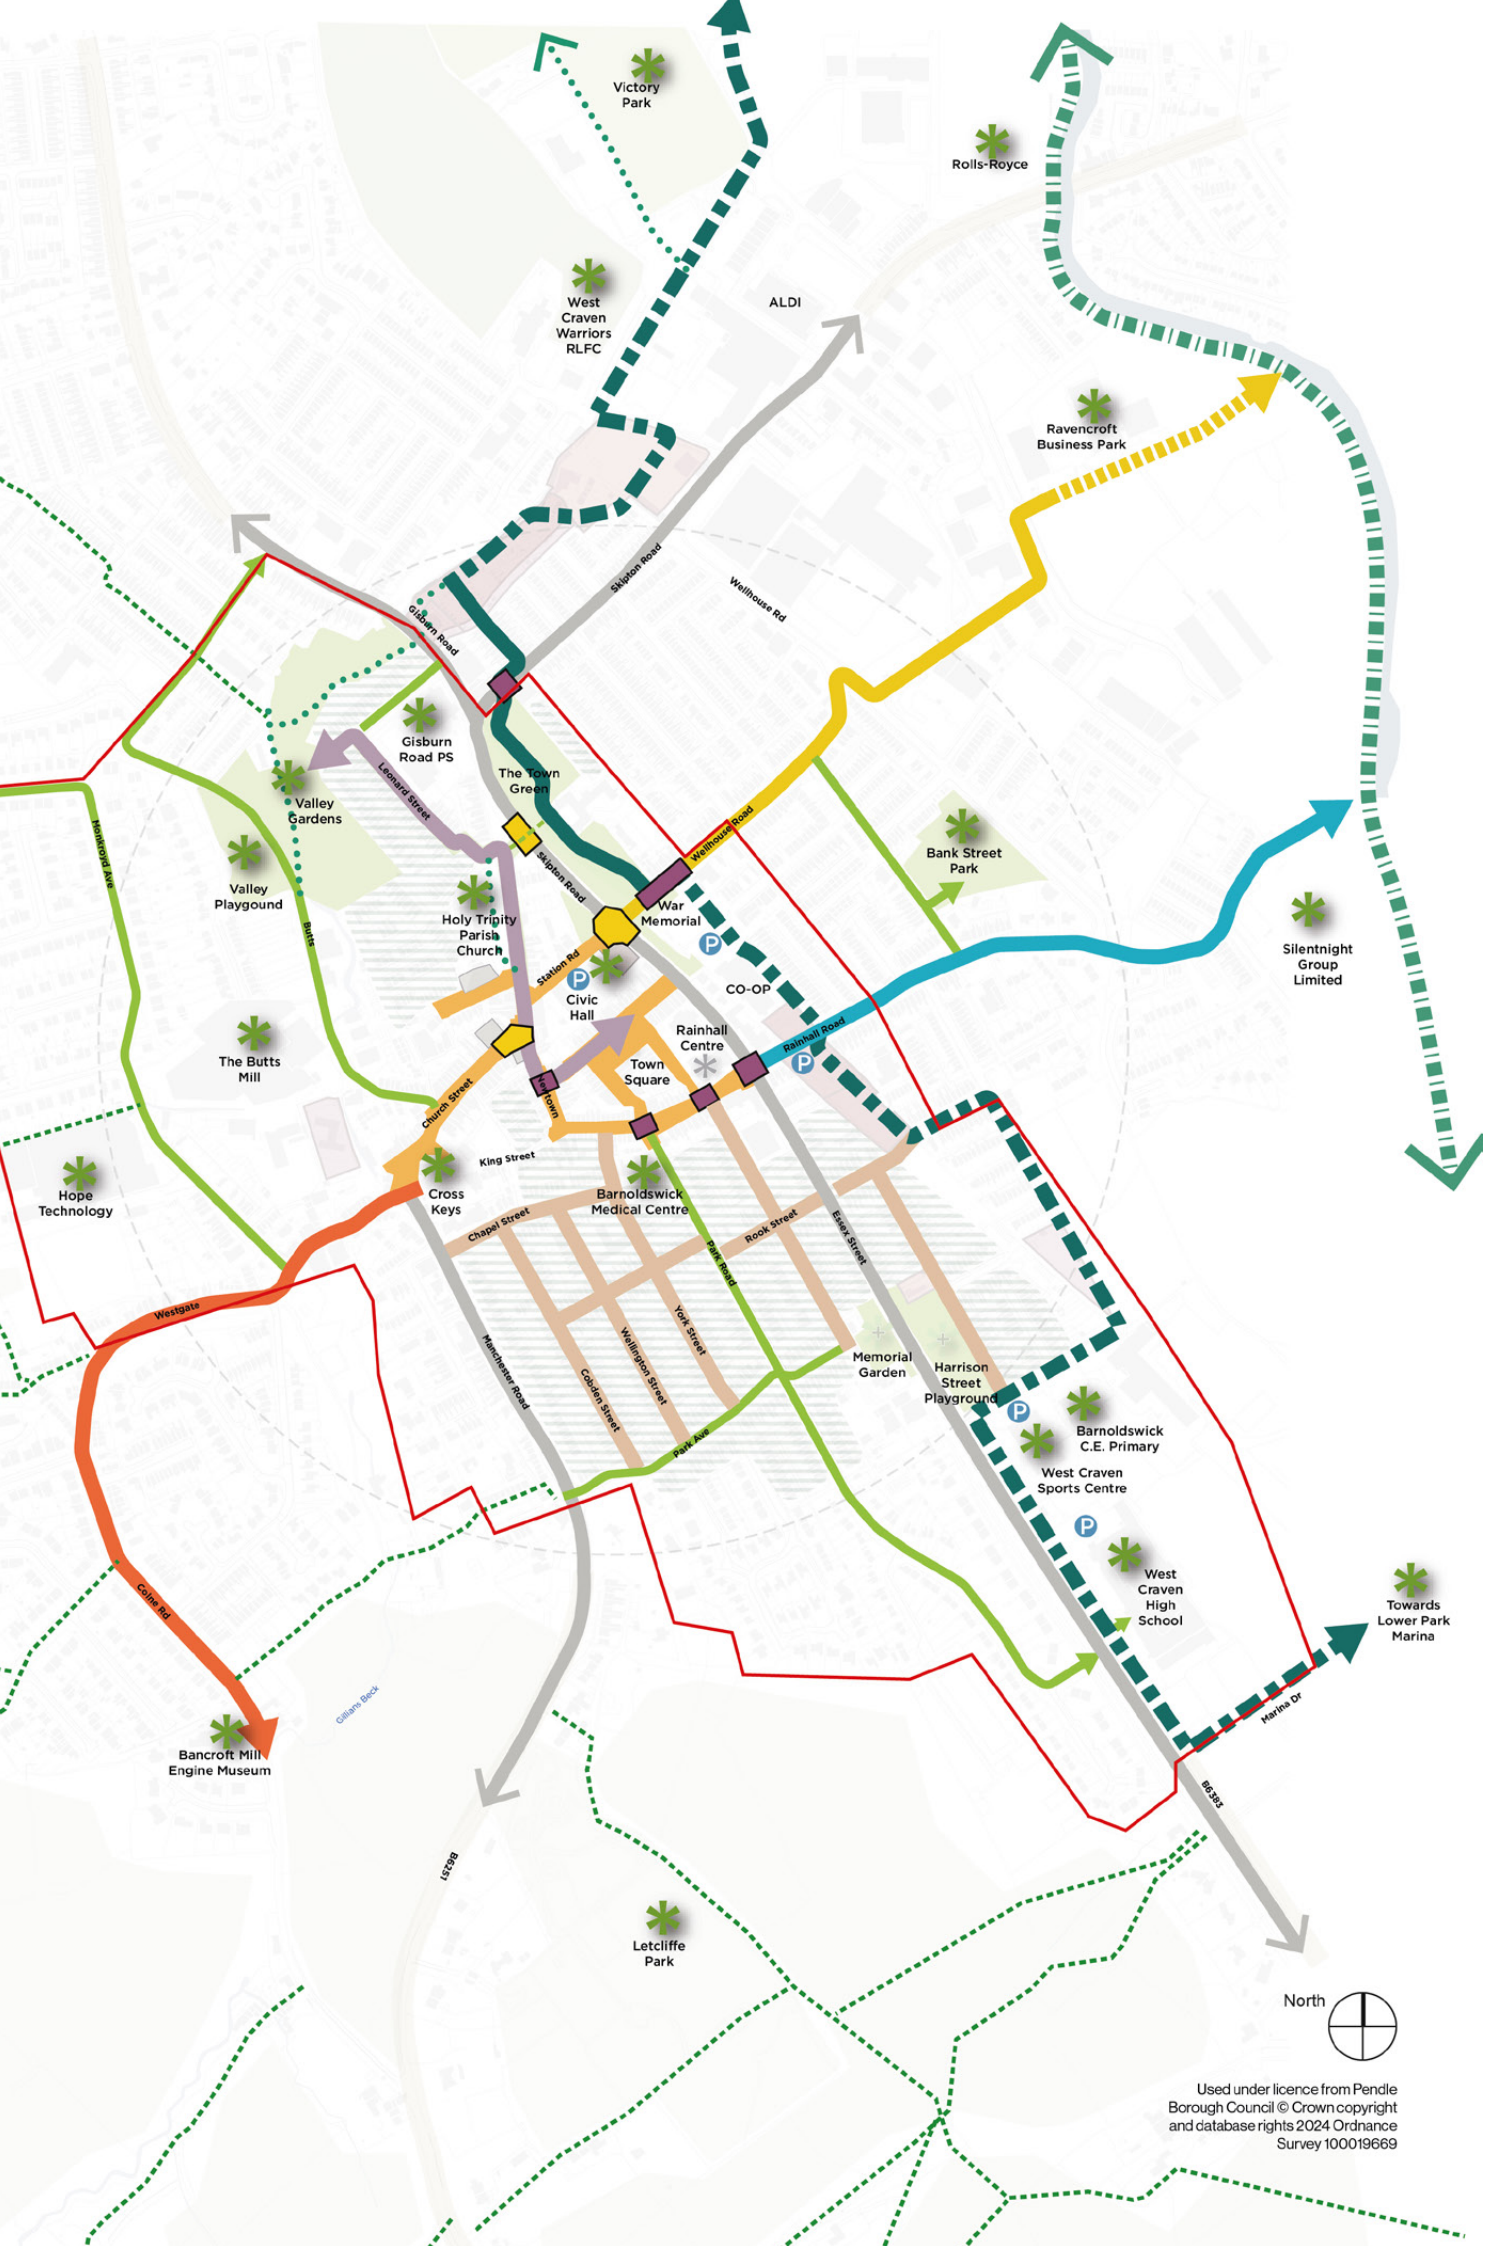 Victory
Park
Rolls-Royce
West
Craven
Warriors
RLFC
ALDI
Ravencroft
Business Park
Skipton Road
Wellhouse Rd
Gisburn Road
Gisburn
Road PS
The Town
Green
Leonard Street
Valley
Gardens
Wellhouse Road
Monkroyd Ave
Skipton Road
Bank Street
Park
Valley
Playgound
Butts
Holy Trinity
Parish
Church
War
Memorial
P
Silentnight
Group
Limited
Station Rd
P
Civic
Hall
CO-OP
Rainhall
Centre
Rainhall Road
P
The Butts
Mill
Town
Square
Newtown
Church Street
King Street
Hope
Technology
Cross
Keys
Barnoldswick
Medical Centre
Chapel Street
Rook Street
Essex Street
Park Road
Westgate
York Street
Wellington Street
Manchester Road
Cobden Street
Memorial
Garden
Harrison
Street
Playground
P
Barnoldswick
C.E. Primary
Park Ave
West Craven
Sports Centre
P
West
Craven
High
School
Colne Rd
Towards
Lower Park
Marina
Marina Dr
Gillians Beck
Bancroft Mill
Engine Museum
B6383
B6251
Letcliffe
Park
North
Used under licence from Pendle
Borough Council © Crown copyright
and database rights 2024 Ordnance
Survey 100019669